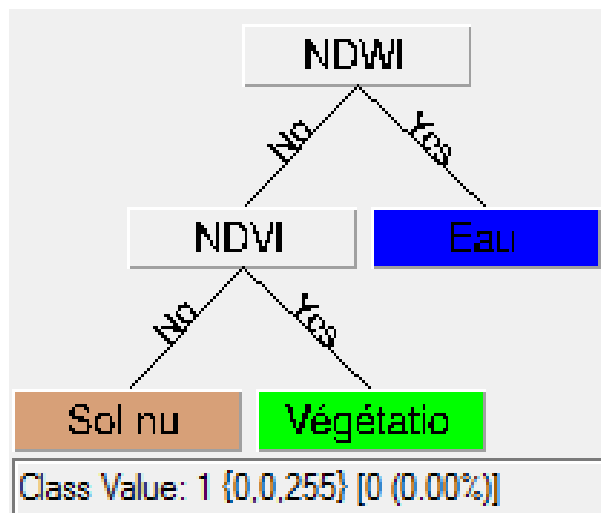 NDWI
No
Yes
NDVI
Eau
No
Yes
Sol nu
Végétatio
Class Value: 1 {0,0,255} [0 (0.00%)]